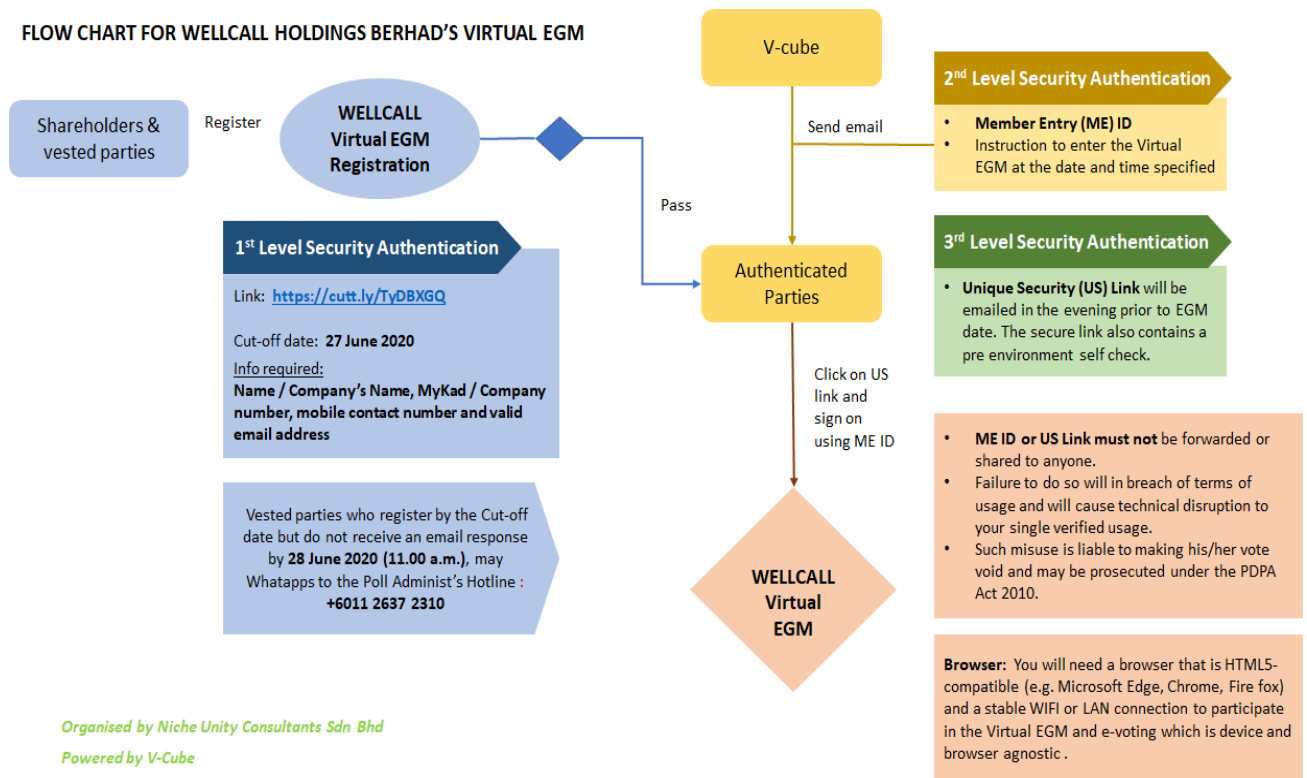 FLOW CHART FOR WELLCALL HOLDINGS BERHAD'S VIRTUAL EGM
Shareholders &
vested parties
Register
WELLCALL
Virtual EGM
Registration
Pass
V-cube
Send email
Authenticated
Parties
Click on US
link and
sign on
using ME ID
WELLCALL
Virtual
EGM
1st Level Security Authentication
Link: https://cutt.ly/TyDBXGQ
Cut-off date: 27 June 2020
Info required:
Name / Company's Name, MyKad / Company
number, mobile contact number and valid
email address
Vested parties who register by the Cut-off
date but do not receive an email response
by 28 June 2020 (11.00 a.m.), may
Whatapps to the Poll Administ's Hotline :
+6011 2637 2310
2nd Level Security Authentication
• Member Entry (ME) ID
• Instruction to enter the Virtual
EGM at the date and time specified
3rd Level Security Authentication
• Unique Security (US) Link will be
emailed in the evening prior to EGM
date. The secure link also contains a
pre environment self check.
• ME ID or US Link must not be forwarded or
shared to anyone.
• Failure to do so will in breach of terms of
usage and will cause technical disruption to
your single verified usage.
• Such misuse is liable to making his/her vote
void and may be prosecuted under the PDPA
Act 2010.
Browser: You will need a browser that is HTML5-
compatible (e.g. Microsoft Edge, Chrome, Fire fox)
and a stable WIFI or LAN connection to participate
in the Virtual EGM and e-voting which is device and
browser agnostic .
Organised by Niche Unity Consultants Sdn Bhd
Powered by V-Cube